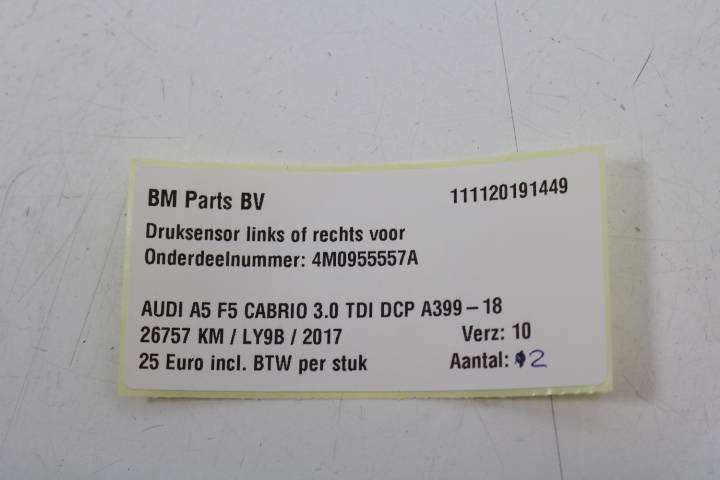 BM Parts BV 111120191449
Druksensor links of rechts voor
Onderdeelnummer: 4M0955557A
AUDI A5 F5 CABRIO 3.0 TDI DCP A399-18
26757 KM / LY9B / 2017 Verz: 10
25 Euro incl. BTW per stuk Aantal: 2